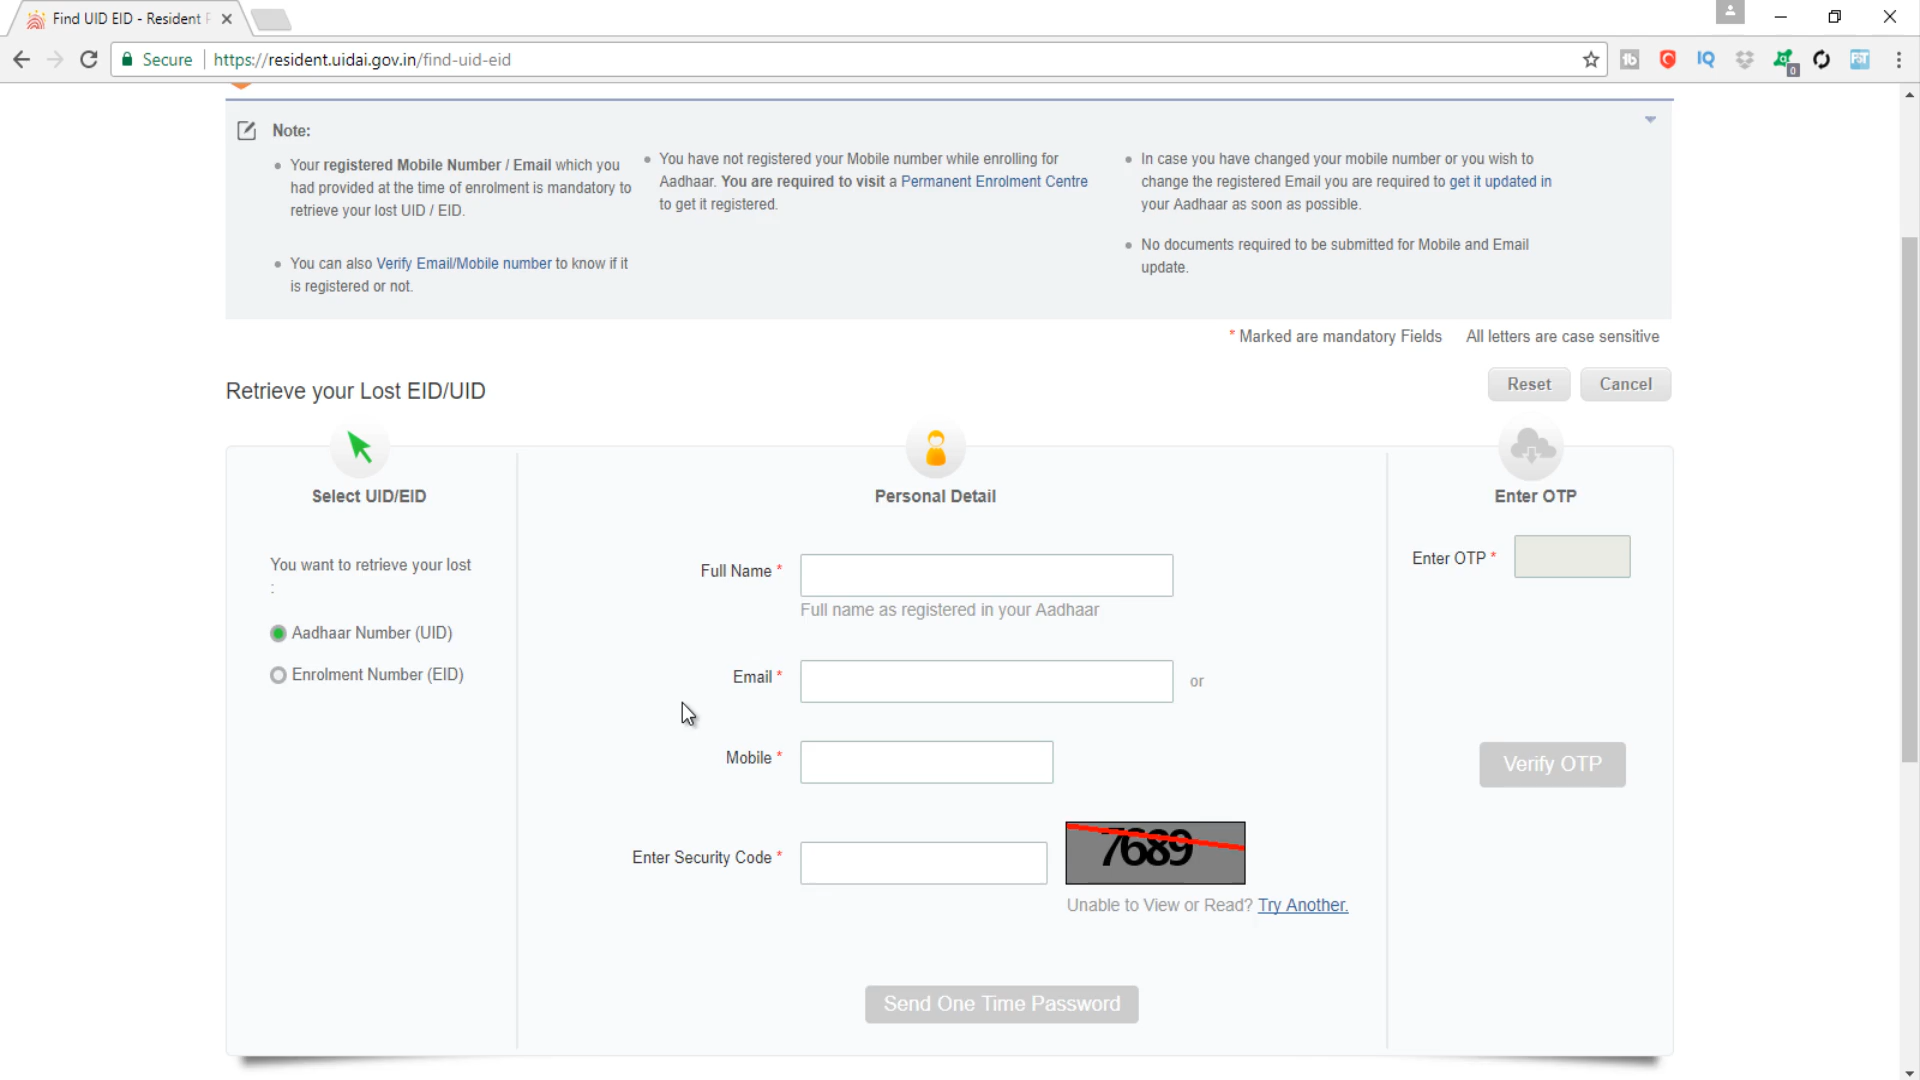 Find UID EID - Resident
Secure
https://resident.uidai.gov.in/find-uid-eid
Note:
Your registered Mobile Number / Email which you
had provided at the time of enrolment is mandatory to
retrieve your lost UID / EID.
You can also Verify Email/Mobile number to know if it
is registered or not.
You have not registered your Mobile number while enrolling for
Aadhaar. You are required to visit a Permanent Enrolment Centre
to get it registered.
In case you have changed your mobile number or you wish to
change the registered Email you are required to get it updated in
your Aadhaar as soon as possible.
No documents required to be submitted for Mobile and Email
update.
* Marked are mandatory Fields All letters are case sensitive
Retrieve your Lost EID/UID
Reset
Cancel
Select UID/EID
You want to retrieve your lost
:
Aadhaar Number (UID)
Enrolment Number (EID)
Personal Detail
Full Name *
Full name as registered in your Aadhaar
Email *
or
Mobile *
Enter Security Code *
7689
Unable to View or Read? Try Another.
Send One Time Password
Enter OTP
Enter OTP *
Verify OTP
IQ
0